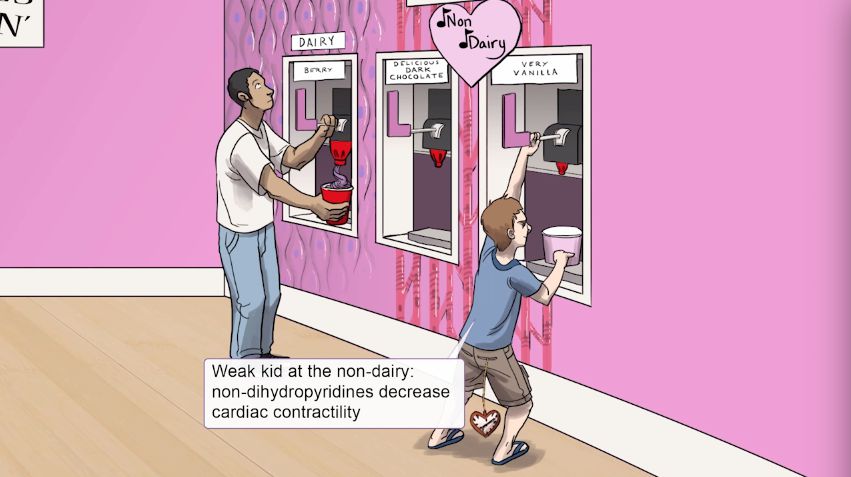 N'
Non
Dairy
DAIRY
BERRY
DELICIOUS
DARK
CHOCOLATE
VERY
VANILLA
Weak kid at the non-dairy:
non-dihydropyridines decrease
cardiac contractility